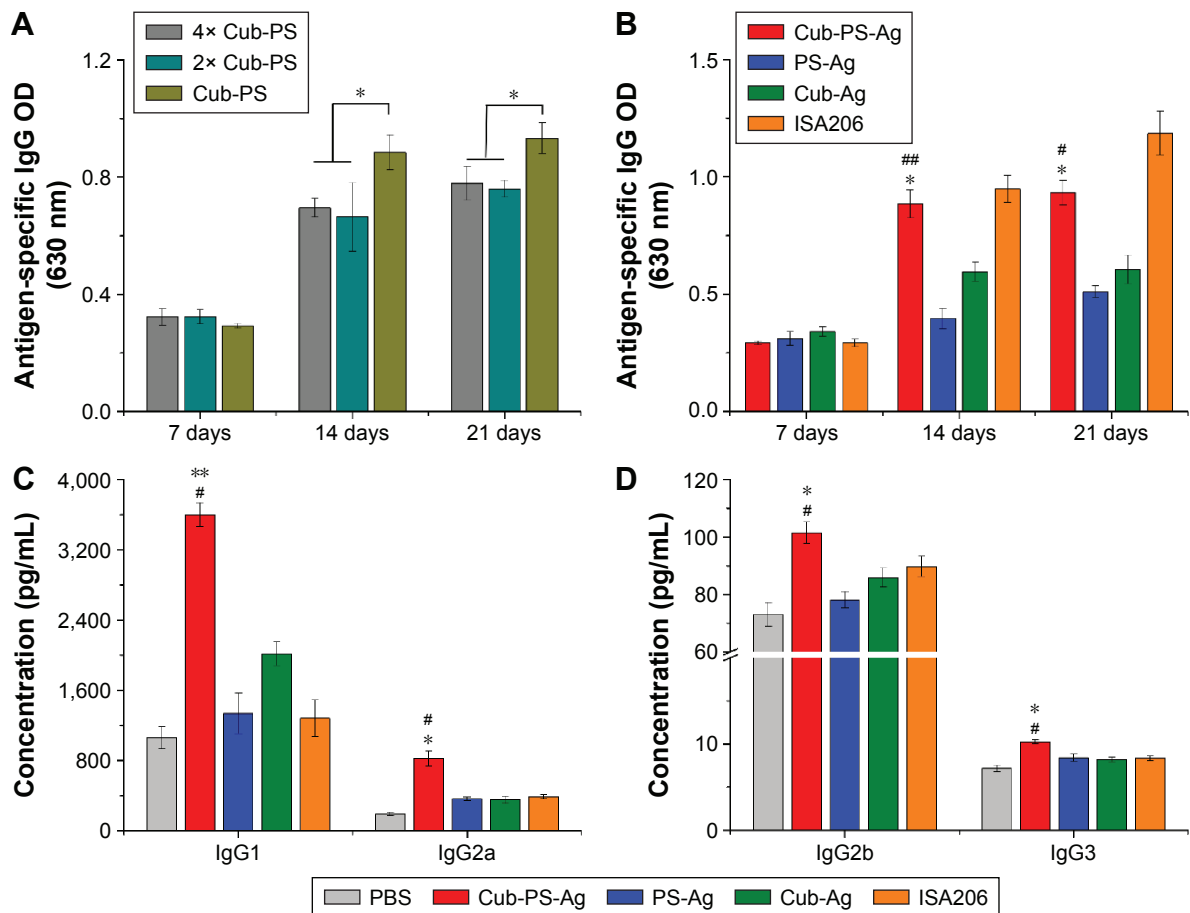 A
4× Cub-PS
2× Cub-PS
Cub-PS
Antigen-specific IgG OD
(630 nm)
1.2
0.8
0.4
0.0
*
*
7 days
14 days
21 days
B
Cub-PS-Ag
PS-Ag
Cub-Ag
ISA206
Antigen-specific IgG OD
(630 nm)
1.5
1.0
0.5
0.0
##
*
#
*
7 days
14 days
21 days
C
Concentration (pg/mL)
4,000
3,200
2,400
1,600
800
0
**
#
#
*
IgG1
IgG2a
D
Concentration (pg/mL)
120
100
80
60
10
0
*
#
*
#
IgG2b
IgG3
PBS
Cub-PS-Ag
PS-Ag
Cub-Ag
ISA206